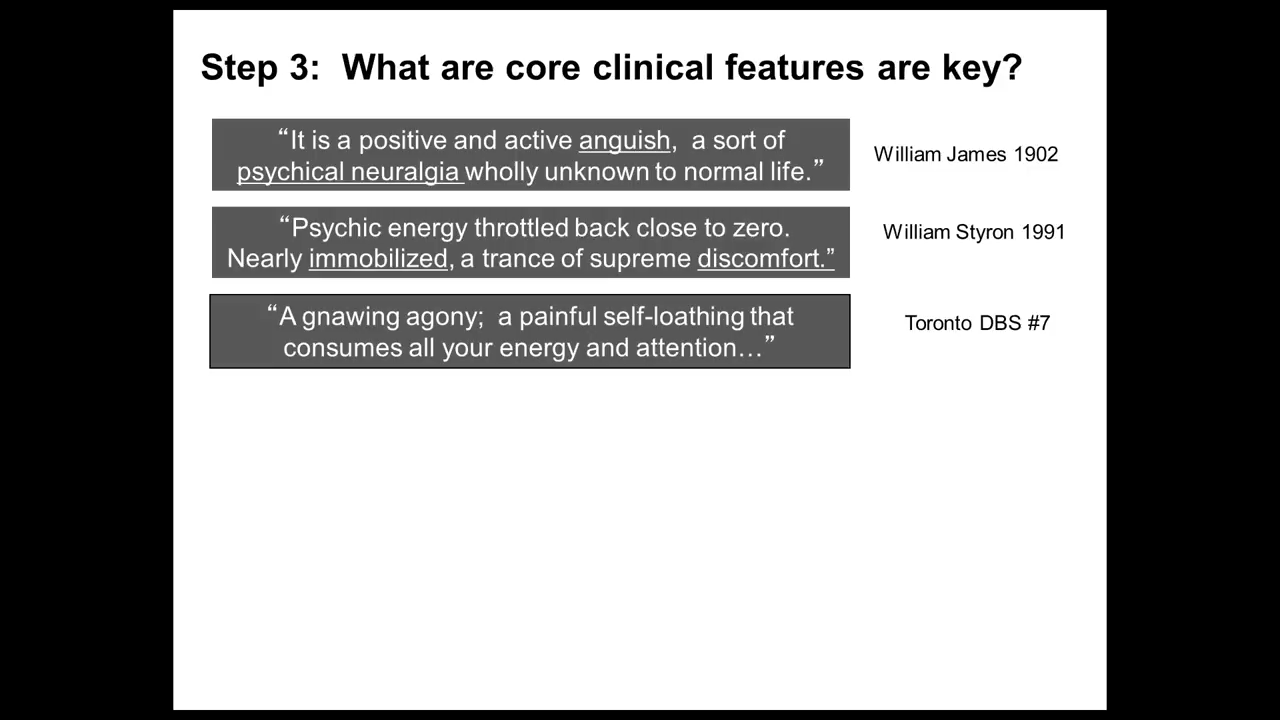 Step 3: What are core clinical features are key?
“It is a positive and active anguish, a sort of
psychical neuralgia wholly unknown to normal life.”
William James 1902
“Psychic energy throttled back close to zero.
Nearly immobilized, a trance of supreme discomfort.”
William Styron 1991
“A gnawing agony; a painful self-loathing that
consumes all your energy and attention…”
Toronto DBS #7